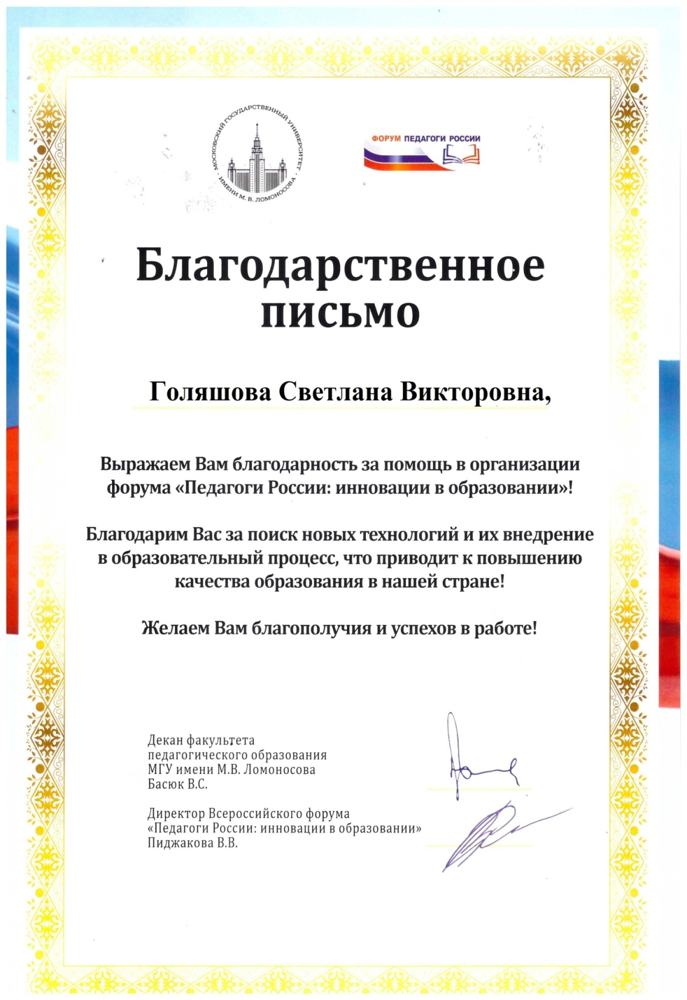 МОСКОВСКИЙ ГОСУДАРСТВЕННЫЙ УНИВЕРСИТЕТ
ИМЕНИ М. В. ЛОМОНОСОВА
ФОРУМ ПЕДАГОГИ РОССИИ
Благодарственное
письмо
Голяшова Светлана Викторовна,
Выражаем Вам благодарность за помощь в организации
форума «Педагоги России: инновации в образовании»!
Благодарим Вас за поиск новых технологий и их внедрение
в образовательный процесс, что приводит к повышению
качества образования в нашей стране!
Желаем Вам благополучия и успехов в работе!
Декан факультета
педагогического образования
МГУ имени М.В. Ломоносова
Басюк В.С.
Директор Всероссийского форума
«Педагоги России: инновации в образовании»
Пиджакова В.В.